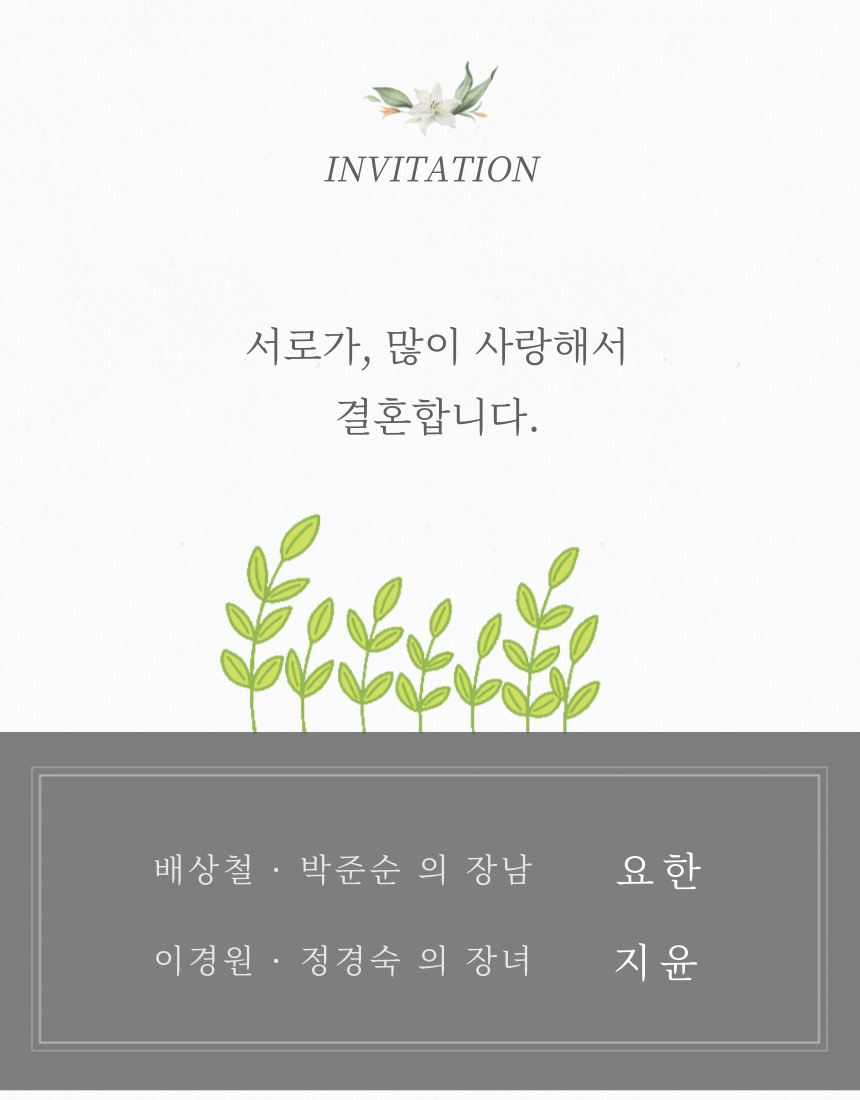 INVITATION
서로가, 많이 사랑해서
결혼합니다.
배상철 · 박준순 의 장남 요한
이경원 · 정경숙 의 장녀 지윤